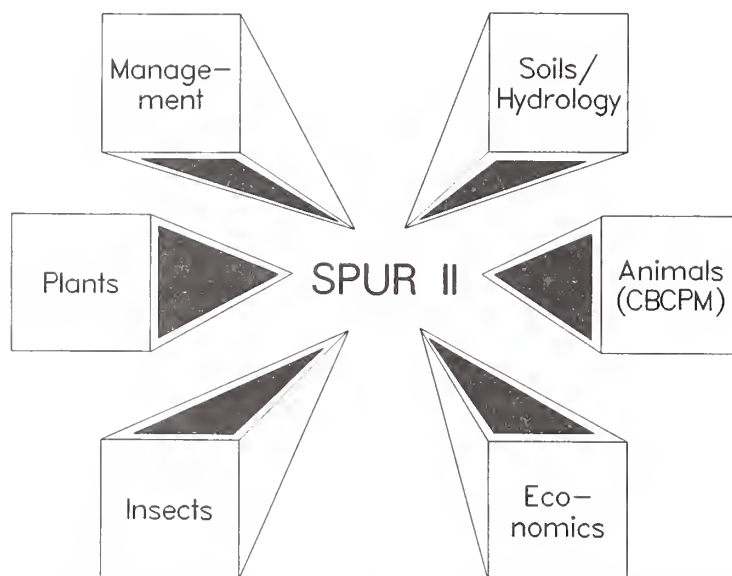 Manage-
ment
Soils/
Hydrology
Plants
SPUR II
Animals
(CBCPM)
Insects
Eco-
nomics